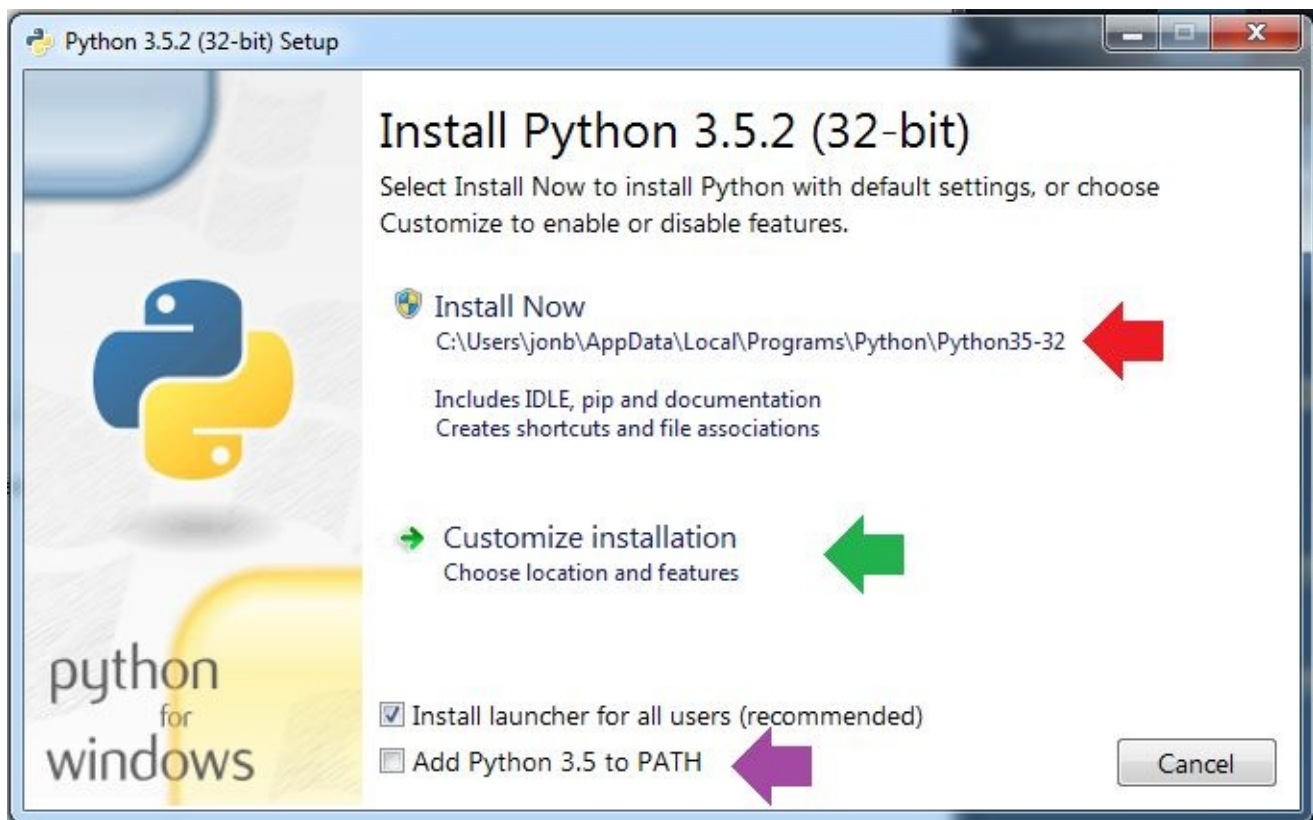 Python 3.5.2 (32-bit) Setup
Install Python 3.5.2 (32-bit)
Select Install Now to install Python with default settings, or choose
Customize to enable or disable features.
Install Now
C:\Users\jonb\AppData\Local\Programs\Python\Python35-32
Includes IDLE, pip and documentation
Creates shortcuts and file associations
Customize installation
Choose location and features
python
for
windows
Install launcher for all users (recommended)
Add Python 3.5 to PATH
Cancel